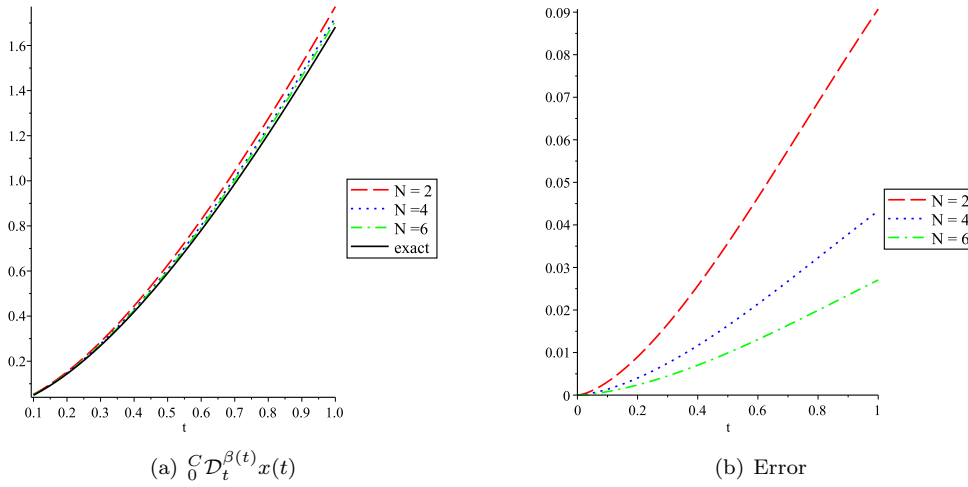 1.6
1.4
1.2
1.0
0.8
0.6
0.4
0.2
0.1 0.2 0.3 0.4 0.5 0.6 0.7 0.8 0.9 1.0
t
N = 2
N =4
N =6
exact
(a) ${}_{0}^{C}\mathcal{D}_{t}^{\beta(t)}x(t)$
0.09
0.08
0.07
0.06
0.05
0.04
0.03
0.02
0.01
0
0 0.2 0.4 0.6 0.8 1
t
N = 2
N = 4
N = 6
(b) Error